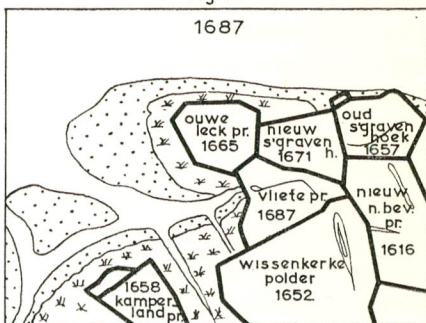 1687
ouwe
leck pr.
1665
nieuw
s'graven
h.
1671
oud
s'graven
hoek
1657
vliete pr.
1687
nieuw
n. bev.
pr.
1616
wissenkerke
polder
1652.
1658
kamper-
land pr.